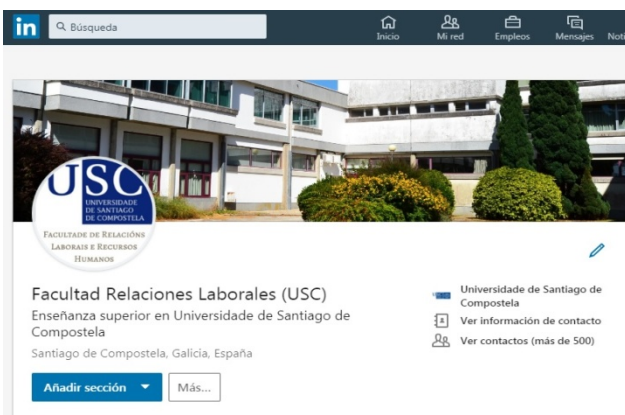 in
Búsqueda
Inicio
Mi red
Empleos
Mensajes
Noti
USC
UNIVERSIDADE
DE SANTIAGO
DE COMPOSTELA
FACULTADE DE RELACIÓNS
LABORAIS E RECURSOS
HUMANOS
Facultad Relaciones Laborales (USC)
Enseñanza superior en Universidade de Santiago de
Compostela
Santiago de Compostela, Galicia, España
Añadir sección
Más...
Universidade de Santiago de
Compostela
Ver información de contacto
Ver contactos (más de 500)